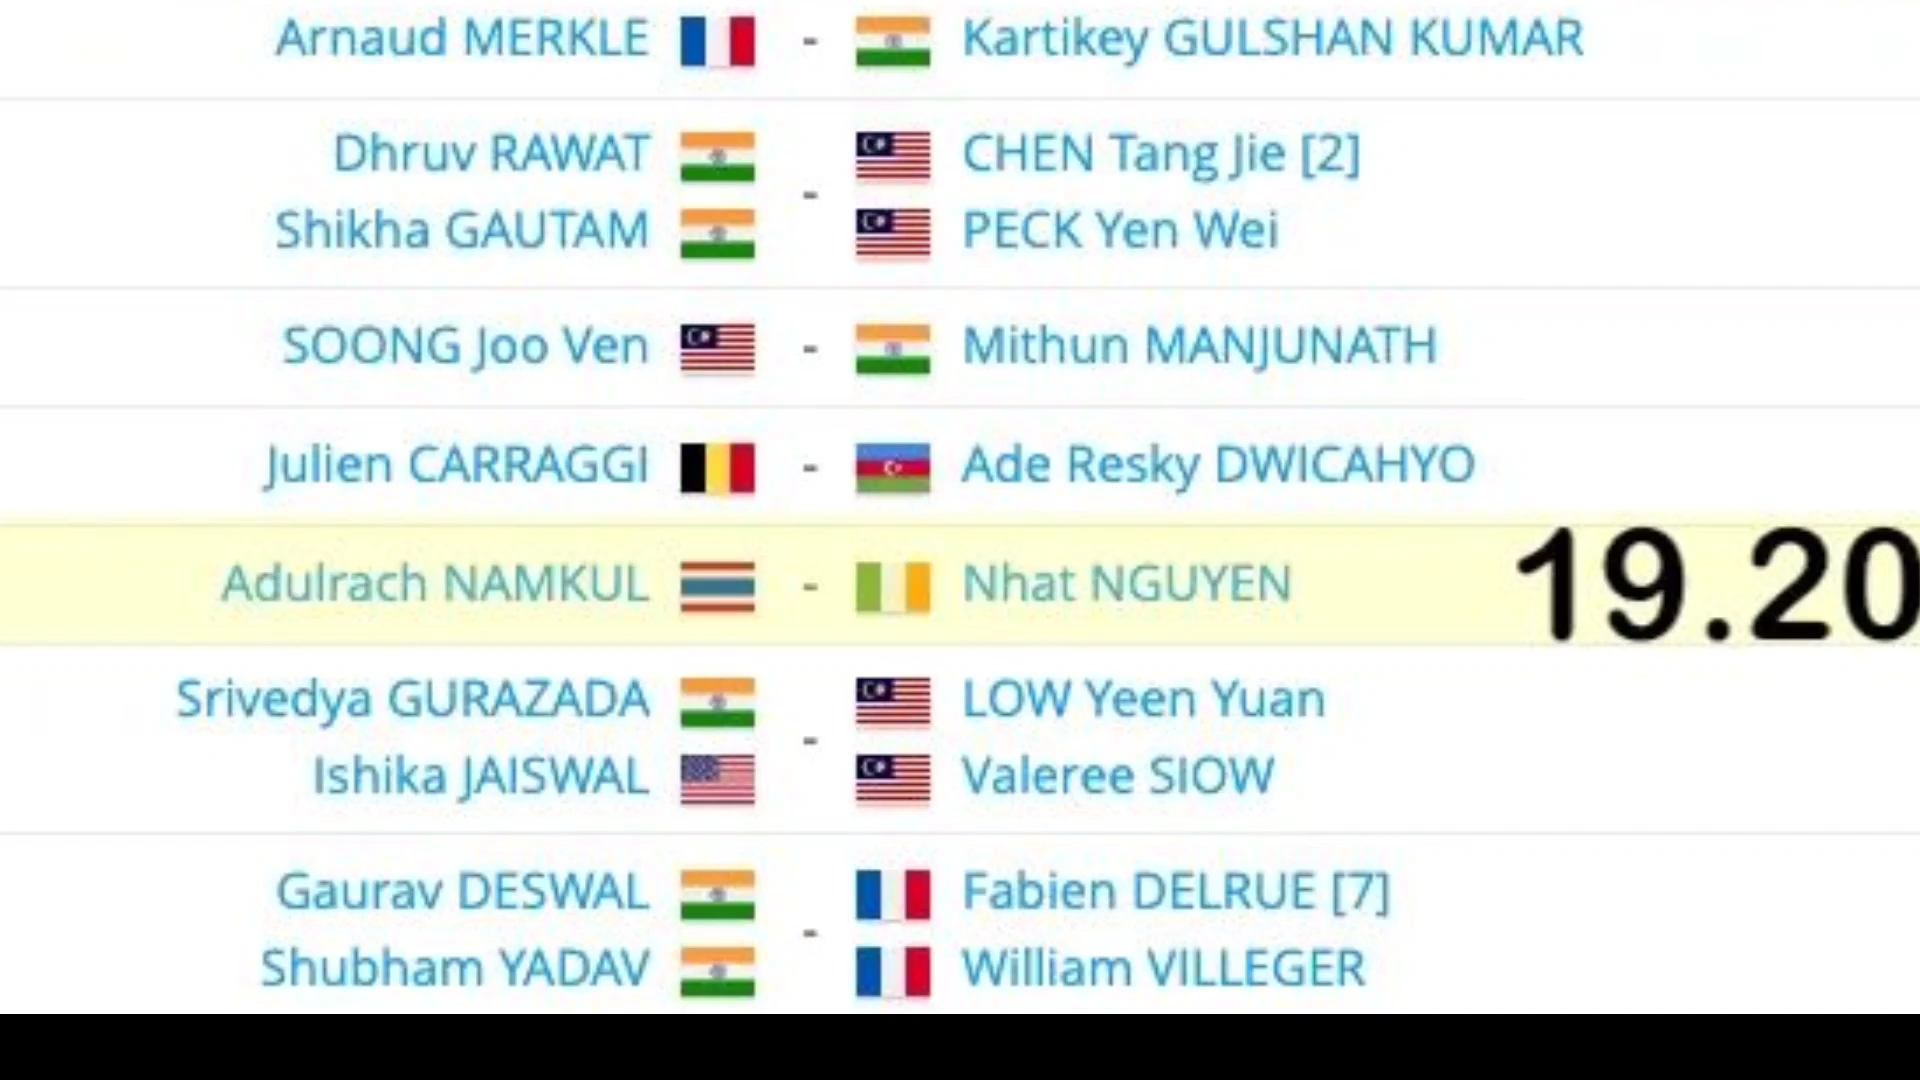 Arnaud MERKLE - Kartikey GULSHAN KUMAR
Dhruv RAWAT - CHEN Tang Jie [2]
Shikha GAUTAM PECK Yen Wei
SOONG Joo Ven - Mithun MANJUNATH
Julien CARRAGGI - Ade Resky DWICAHYO
Adulrach NAMKUL - Nhat NGUYEN 19.20
Srivedya GURAZADA - LOW Yeen Yuan
Ishika JAISWAL Valeree SIOW
Gaurav DESWAL - Fabien DELRUE [7]
Shubham YADAV William VILLEGER